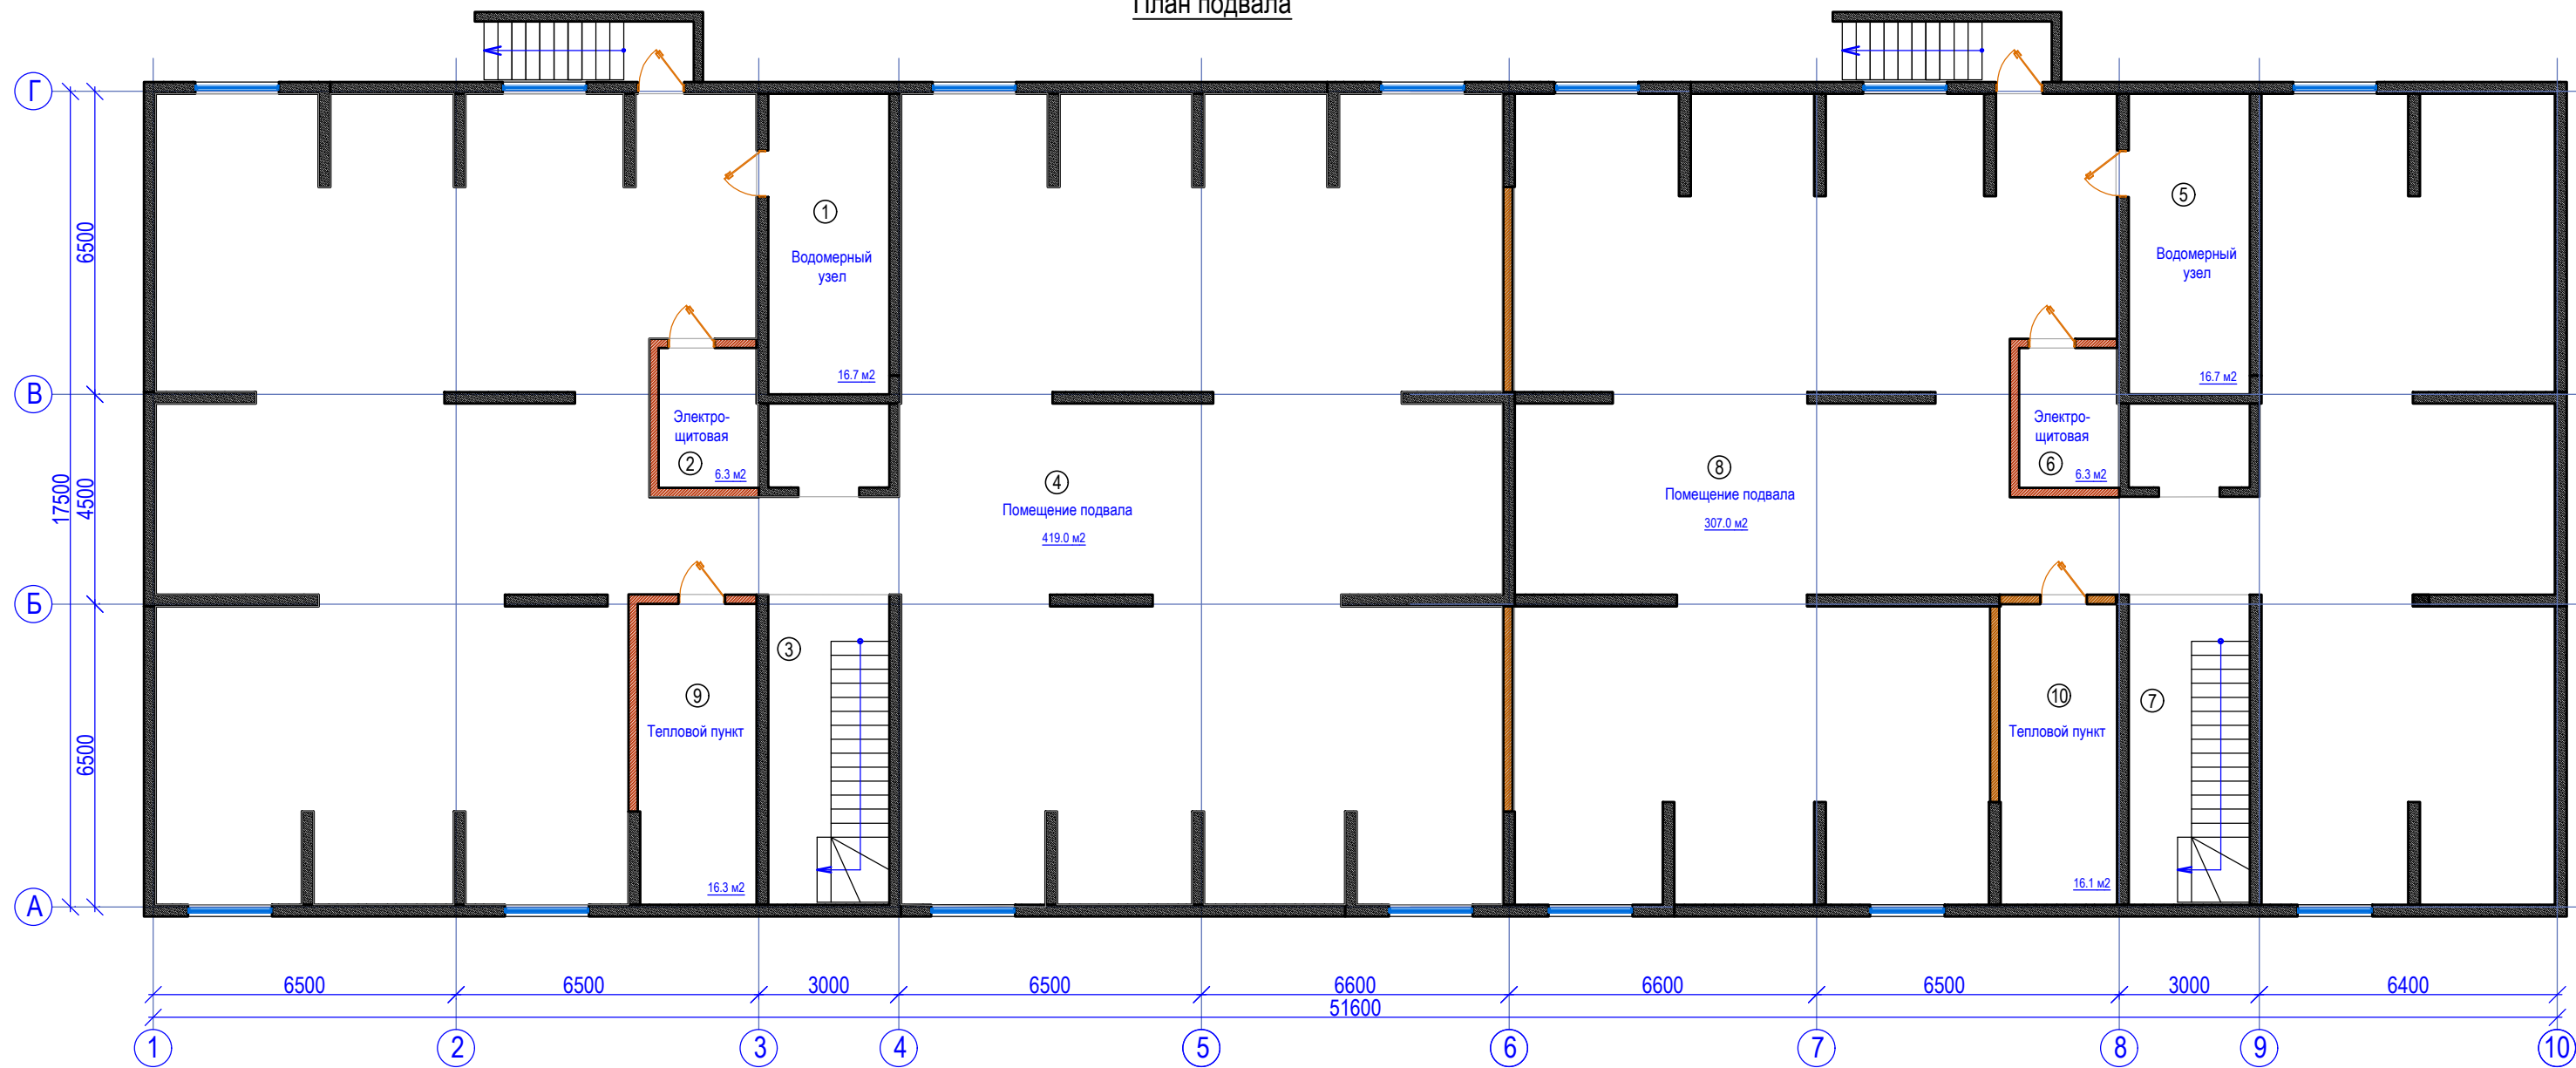 План подвала
Г
В
Б
А
6500
4500
6500
17500
1
Водомерный
узел
16.7 м2
Электро-
щитовая
2
6.3 м2
3
9
Тепловой пункт
16.3 м2
4
Помещение подвала
419.0 м2
8
Помещение подвала
307.0 м2
5
Водомерный
узел
16.7 м2
Электро-
щитовая
6
6.3 м2
7
10
Тепловой пункт
16.1 м2
6500 6500 3000 6500 6600 6600 6500 3000 6400
51600
1 2 3 4 5 6 7 8 9 10